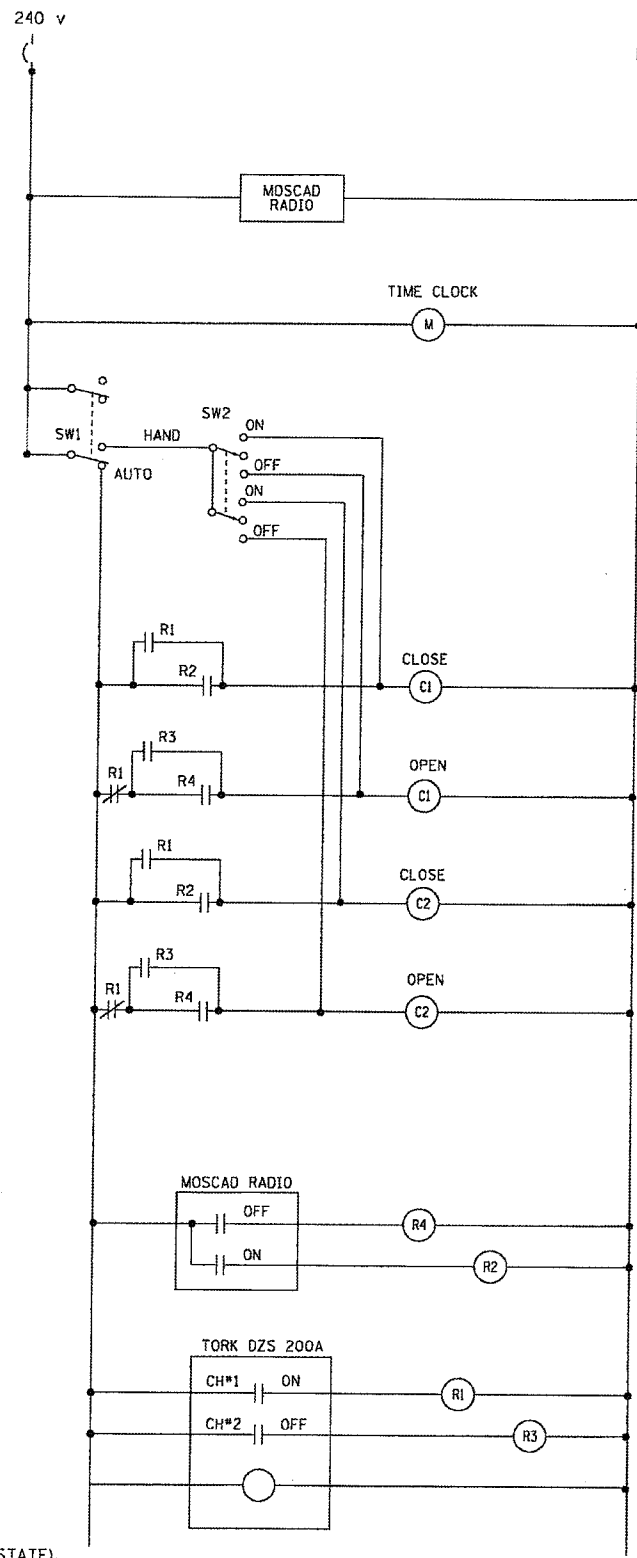 240 v
MOSCAD
RADIO
TIME CLOCK
M
SW2
ON
SW1
HAND
OFF
AUTO
ON
OFF
R1
CLOSE
R2
C1
R3
OPEN
R1
R4
C1
R1
CLOSE
R2
C2
R3
OPEN
R1
R4
C2
MOSCAD RADIO
OFF
R4
ON
R2
TORK DZS 200A
CH#1
ON
R1
CH#2
OFF
R3
STATE).